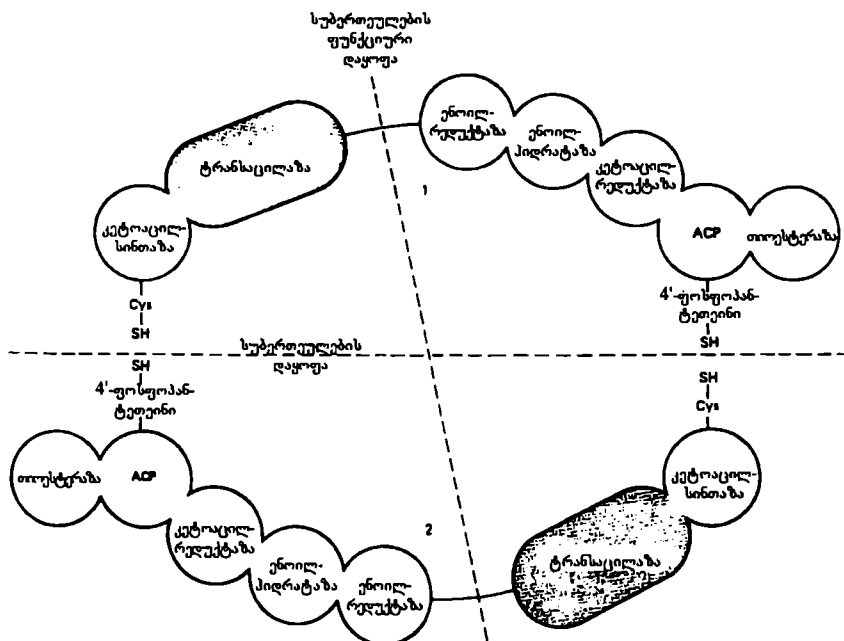 სუბერთეულების
ფუნქციური
დაყოფა
ენოილ-
რედუქტაზა
ენოილ-
ჰიდრატაზა
კეტოაცილ-
რედუქტაზა
ტრანსაცილაზა
1
კეტოაცილ-
სინთაზა
ACP
თიოესტერაზა
Cys
SH
4'-ფოსფოპან-
ტეთეინი
SH
სუბერთეულების
დაყოფა
SH
4'-ფოსფოპან-
ტეთეინი
SH
Cys
თიოესტერაზა
ACP
კეტოაცილ-
სინთაზა
კეტოაცილ-
რედუქტაზა
2
ენოილ-
ჰიდრატაზა
ენოილ-
რედუქტაზა
ტრანსაცილაზა